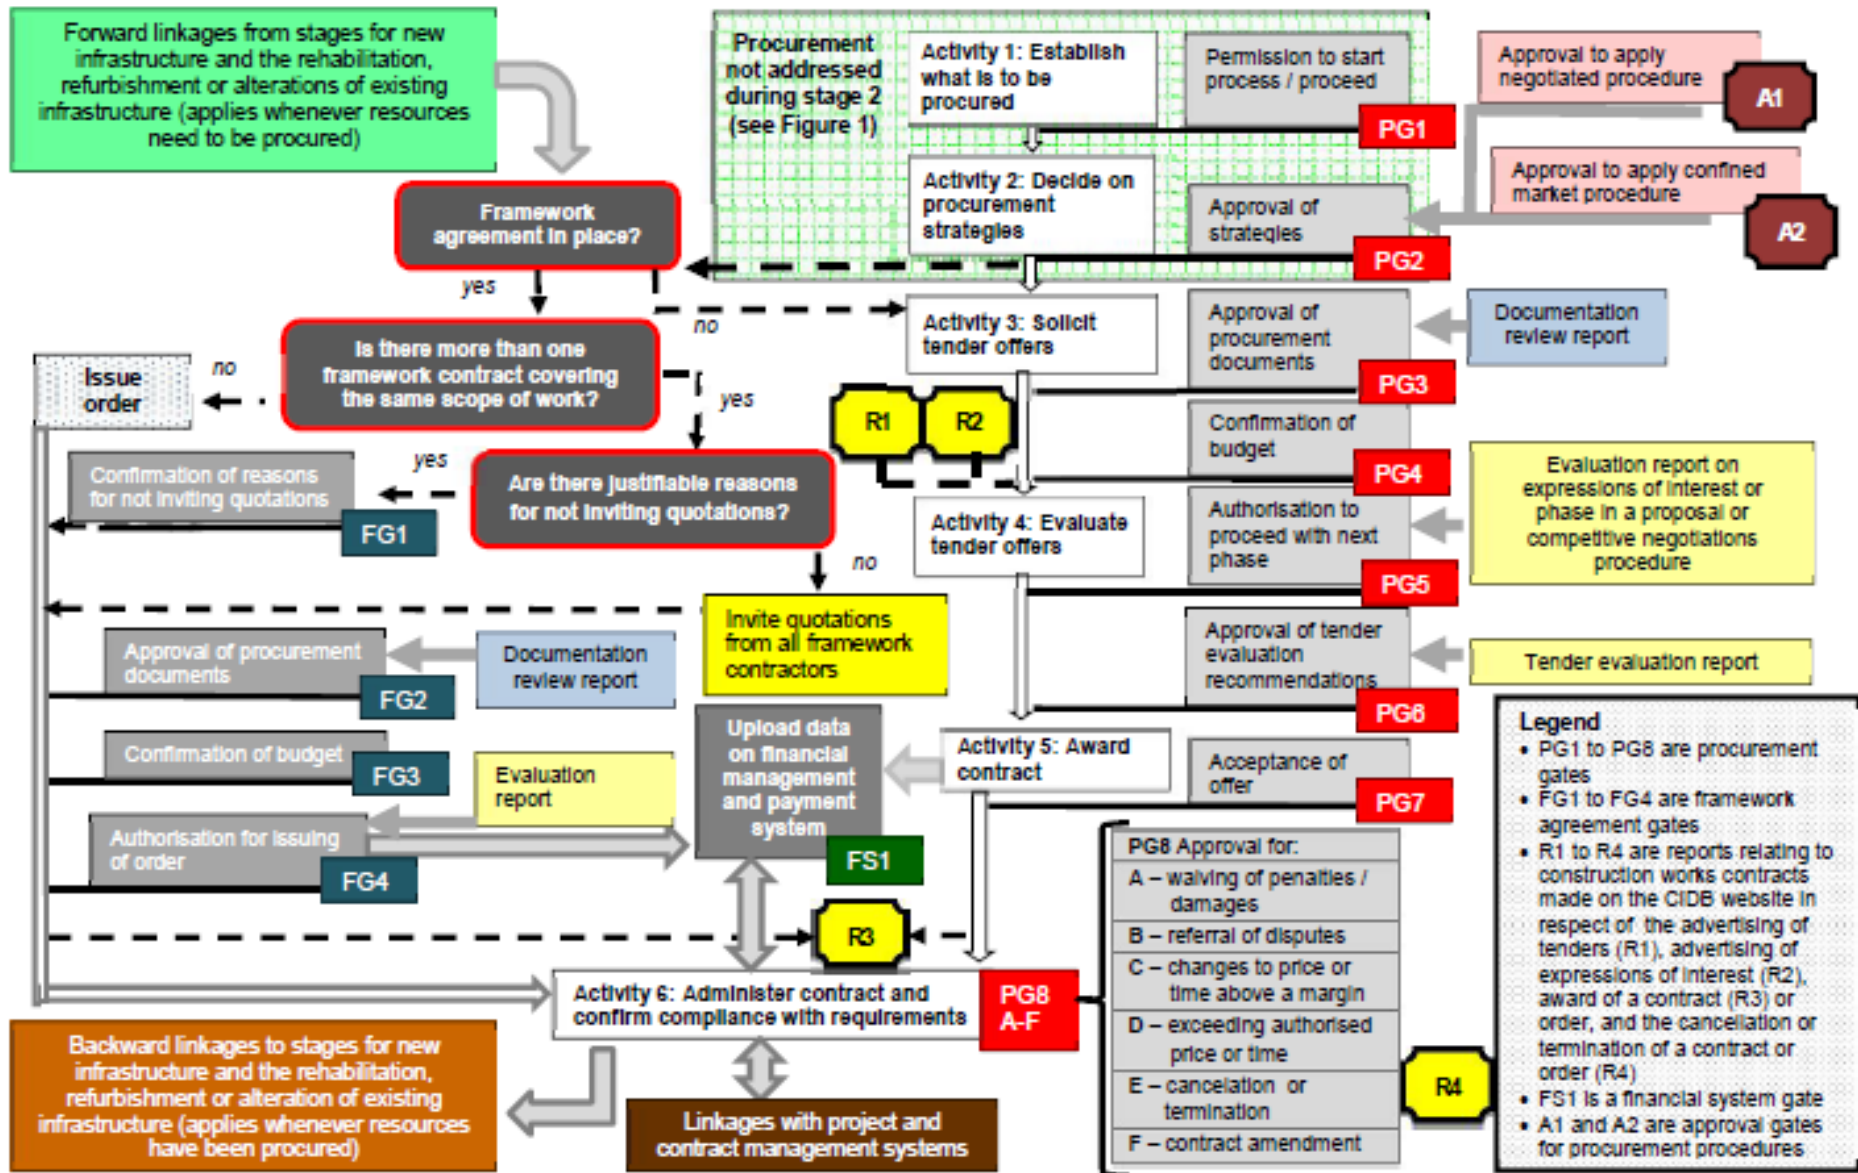 Forward linkages from stages for new
infrastructure and the rehabilitation,
refurbishment or alterations of existing
infrastructure (applies whenever resources
need to be procured)
Procurement
not addressed
during stage 2
(see Figure 1)
Activity 1: Establish
what is to be
procured
Permission to start
process / proceed
PG1
Approval to apply
negotiated procedure
A1
Activity 2: Decide on
procurement
strategies
Approval of
strategies
PG2
Approval to apply confined
market procedure
A2
Framework
agreement in place?
yes
no
Activity 3: Solicit
tender offers
Approval of
procurement
documents
PG3
Documentation
review report
Is there more than one
framework contract covering
the same scope of work?
no
yes
Issue
order
R1
R2
Confirmation of
budget
PG4
Confirmation of reasons
for not inviting quotations
FG1
yes
Are there justifiable reasons
for not inviting quotations?
no
Activity 4: Evaluate
tender offers
Authorisation to
proceed with next
phase
PG5
Evaluation report on
expressions of interest or
phase in a proposal or
competitive negotiations
procedure
Invite quotations
from all framework
contractors
Approval of tender
evaluation
recommendations
PG6
Tender evaluation report
Approval of procurement
documents
FG2
Documentation
review report
Confirmation of budget
FG3
Evaluation
report
Authorisation for issuing
of order
FG4
Upload data
on financial
management
and payment
system
FS1
Activity 5: Award
contract
Acceptance of
offer
PG7
R3
Activity 6: Administer contract and
confirm compliance with requirements
PG8
A-F
PG8 Approval for:
A – waiving of penalties /
damages
B – referral of disputes
C – changes to price or
time above a margin
D – exceeding authorised
price or time
E – cancelation or
termination
F – contract amendment
R4
Backward linkages to stages for new
infrastructure and the rehabilitation,
refurbishment or alteration of existing
infrastructure (applies whenever resources
have been procured)
Linkages with project and
contract management systems
Legend
• PG1 to PG8 are procurement
gates
• FG1 to FG4 are framework
agreement gates
• R1 to R4 are reports relating to
construction works contracts
made on the CIDB website in
respect of the advertising of
tenders (R1), advertising of
expressions of interest (R2),
award of a contract (R3) or
order, and the cancellation or
termination of a contract or
order (R4)
• FS1 is a financial system gate
• A1 and A2 are approval gates
for procurement procedures